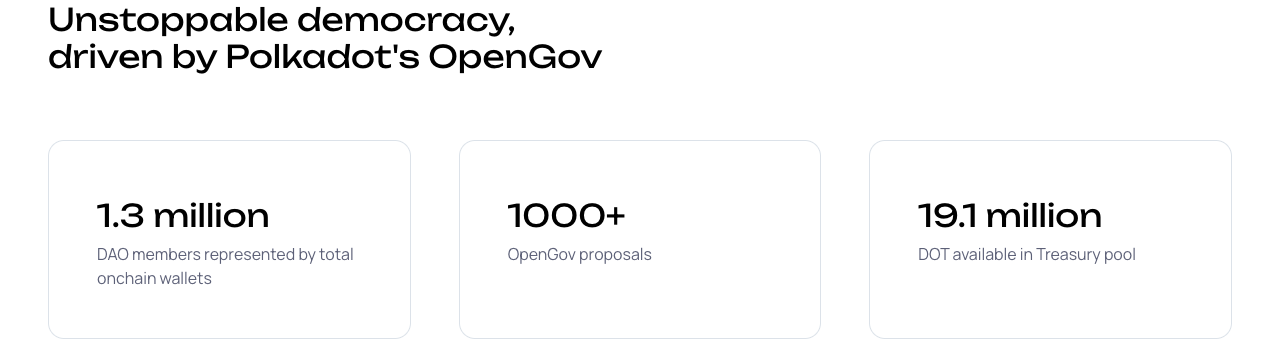 Unstoppable democracy,
driven by Polkadot's OpenGov
1.3 million
DAO members represented by total
onchain wallets
1000+
OpenGov proposals
19.1 million
DOT available in Treasury pool